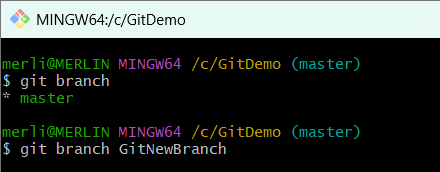 MINGW64:/c/GitDemo
merli@MERLIN MINGW64 /c/GitDemo (master)
$ git branch
* master
merli@MERLIN MINGW64 /c/GitDemo (master)
$ git branch GitNewBranch